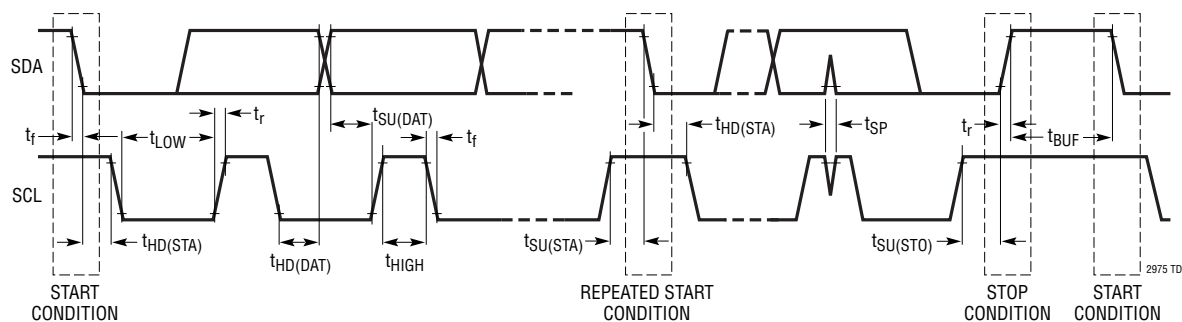 SDA
tf
tLOW
tr
tSU(DAT)
tf
tHD(STA)
tSP
tr
tBUF
SCL
tHD(STA)
tHD(DAT)
tHIGH
tSU(STA)
tSU(STO)
2975 TD
START
CONDITION
REPEATED START
CONDITION
STOP
CONDITION
START
CONDITION